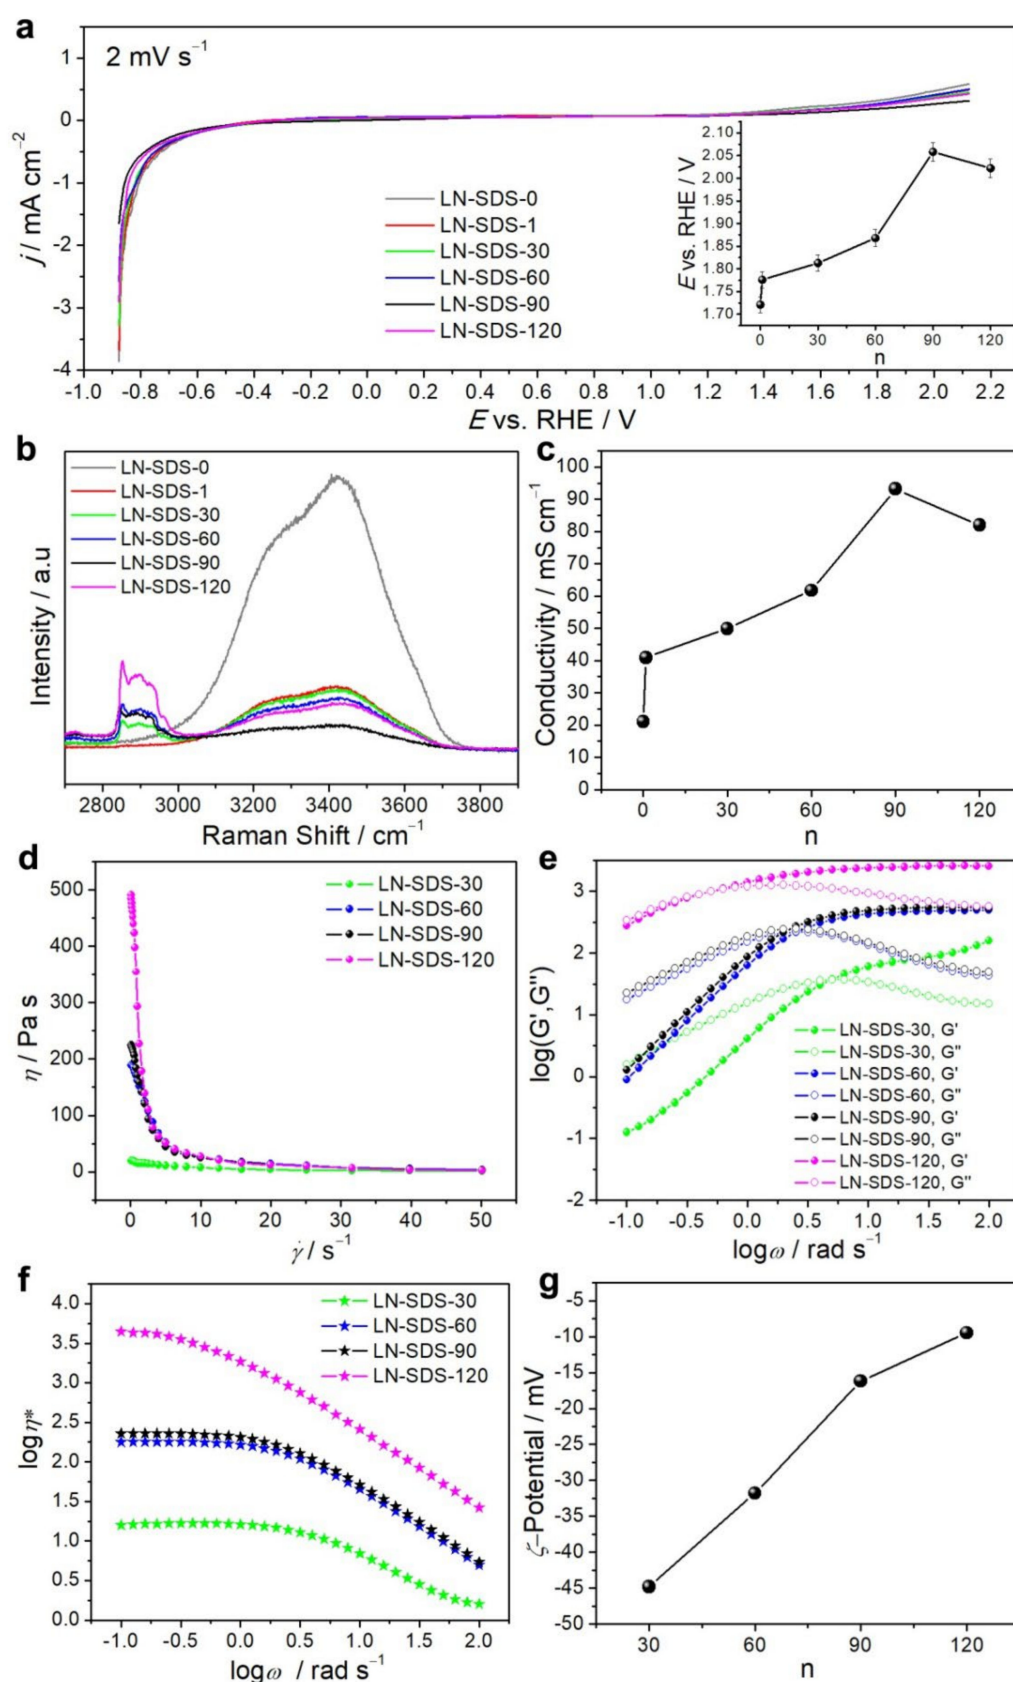 a
2 mV s⁻¹
1
0
-1
-2
-3
-4
j / mA cm⁻²
LN-SDS-0
LN-SDS-1
LN-SDS-30
LN-SDS-60
LN-SDS-90
LN-SDS-120
-1.0 -0.8 -0.6 -0.4 -0.2 0.0 0.2 0.4 0.6 0.8 1.0 1.2 1.4 1.6 1.8 2.0 2.2
E vs. RHE / V
2.10
2.05
2.00
1.95
1.90
1.85
1.80
1.75
1.70
E vs. RHE / V
0 30 60 90 120
n
b
LN-SDS-0
LN-SDS-1
LN-SDS-30
LN-SDS-60
LN-SDS-90
LN-SDS-120
Intensity / a.u
2800 3000 3200 3400 3600 3800
Raman Shift / cm⁻¹
c
100
90
80
70
60
50
40
30
20
10
0
Conductivity / mS cm⁻¹
0 30 60 90 120
n
d
500
400
300
200
100
0
η / Pa s
LN-SDS-30
LN-SDS-60
LN-SDS-90
LN-SDS-120
0 10 20 30 40 50
γ̇ / s⁻¹
e
3
2
1
0
-1
-2
log(G',G'')
LN-SDS-30, G'
LN-SDS-30, G''
LN-SDS-60, G'
LN-SDS-60, G''
LN-SDS-90, G'
LN-SDS-90, G''
LN-SDS-120, G'
LN-SDS-120, G''
-1.0 -0.5 0.0 0.5 1.0 1.5 2.0
logω / rad s⁻¹
f
4.0
3.5
3.0
2.5
2.0
1.5
1.0
0.5
0.0
logη*
LN-SDS-30
LN-SDS-60
LN-SDS-90
LN-SDS-120
-1.0 -0.5 0.0 0.5 1.0 1.5 2.0
logω / rad s⁻¹
g
-5
-10
-15
-20
-25
-30
-35
-40
-45
-50
ζ–Potential / mV
30 60 90 120
n